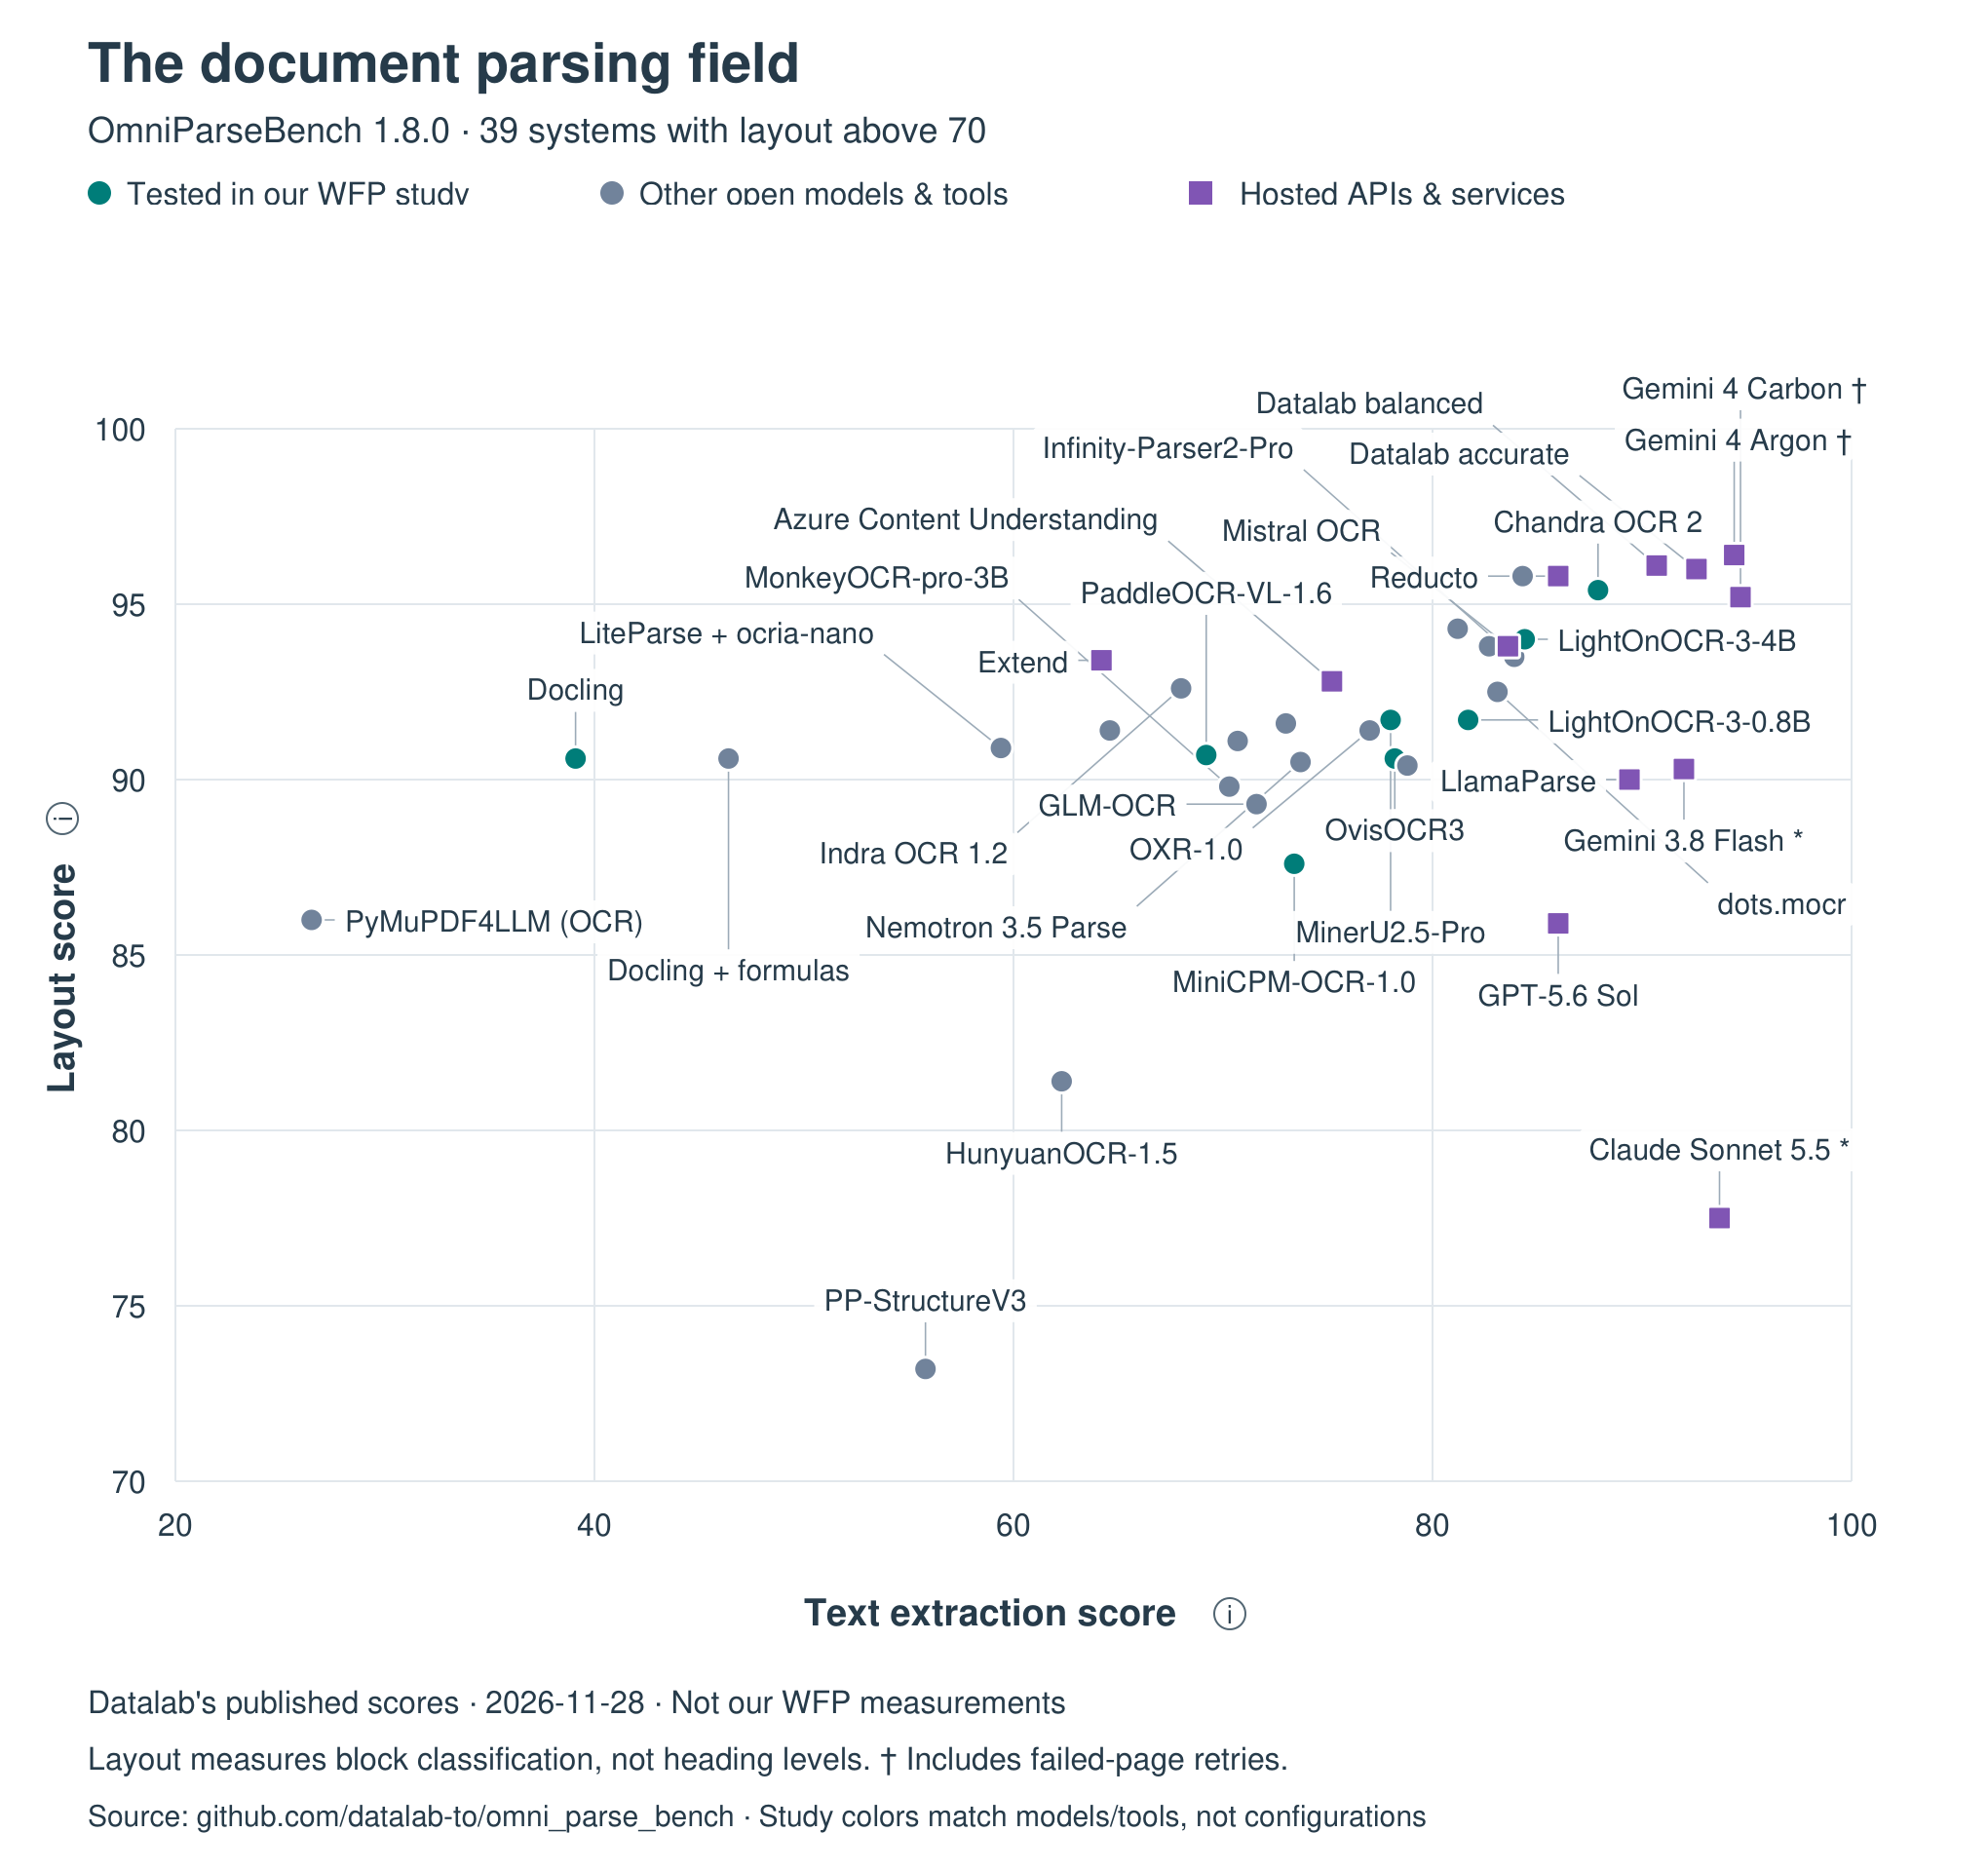 The document parsing field
OmniParseBench 1.8.0 · 39 systems with layout above 70
Tested in our WFP study
Other open models & tools
Hosted APIs & services
Gemini 4 Carbon †
Datalab balanced
Gemini 4 Argon †
Infinity-Parser2-Pro
Datalab accurate
Azure Content Understanding
Mistral OCR
Chandra OCR 2
MonkeyOCR-pro-3B
PaddleOCR-VL-1.6
Reducto
LiteParse + ocria-nano
LightOnOCR-3-4B
Extend
Docling
LightOnOCR-3-0.8B
LlamaParse
GLM-OCR
OvisOCR3
Gemini 3.8 Flash *
Indra OCR 1.2
OXR-1.0
dots.mocr
PyMuPDF4LLM (OCR)
Nemotron 3.5 Parse
MinerU2.5-Pro
Docling + formulas
MiniCPM-OCR-1.0
GPT-5.6 Sol
HunyuanOCR-1.5
Claude Sonnet 5.5 *
PP-StructureV3
100
95
90
85
80
75
70
Layout score i
20 40 60 80 100
Text extraction score i
Datalab's published scores · 2026-11-28 · Not our WFP measurements
Layout measures block classification, not heading levels. † Includes failed-page retries.
Source: github.com/datalab-to/omni_parse_bench · Study colors match models/tools, not configurations